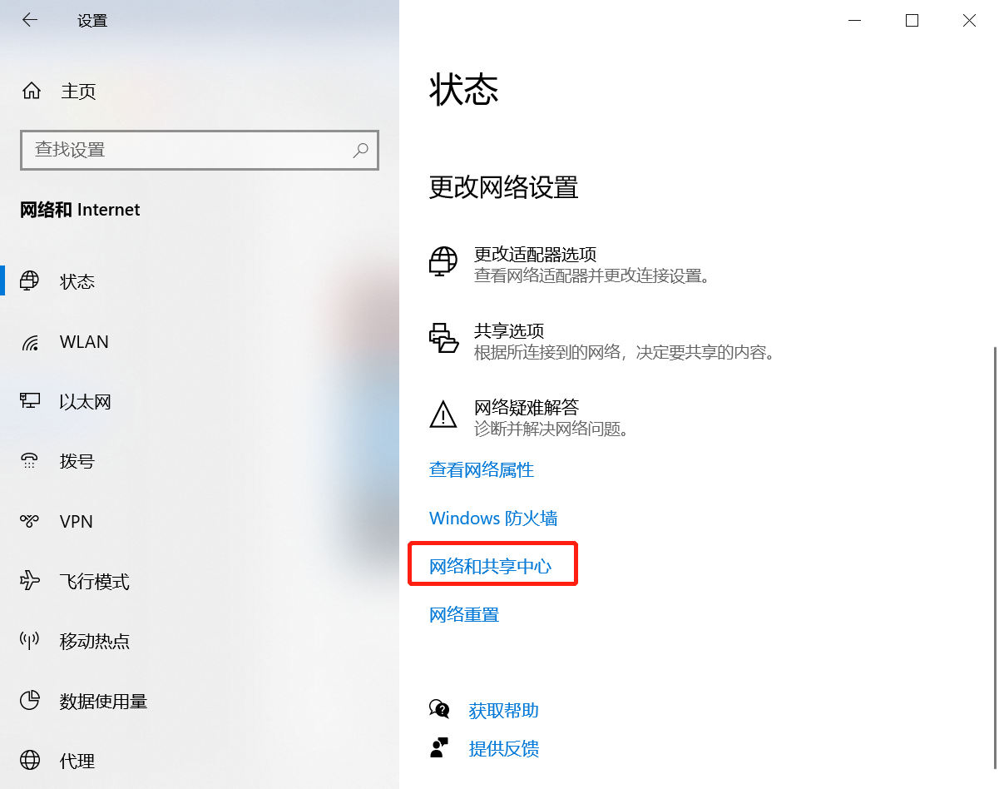 设置
主页
查找设置
网络和 Internet
状态
WLAN
以太网
拨号
VPN
飞行模式
移动热点
数据使用量
代理
状态
更改网络设置
更改适配器选项
查看网络适配器并更改连接设置。
共享选项
根据所连接到的网络，决定要共享的内容。
网络疑难解答
诊断并解决网络问题。
查看网络属性
Windows 防火墙
网络和共享中心
网络重置
获取帮助
提供反馈